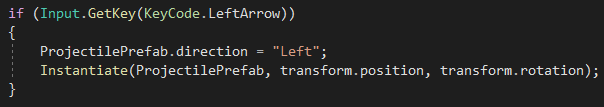 if (Input.GetKey(KeyCode.LeftArrow))
{
ProjectilePrefab.direction = "Left";
Instantiate(ProjectilePrefab, transform.position, transform.rotation);
}